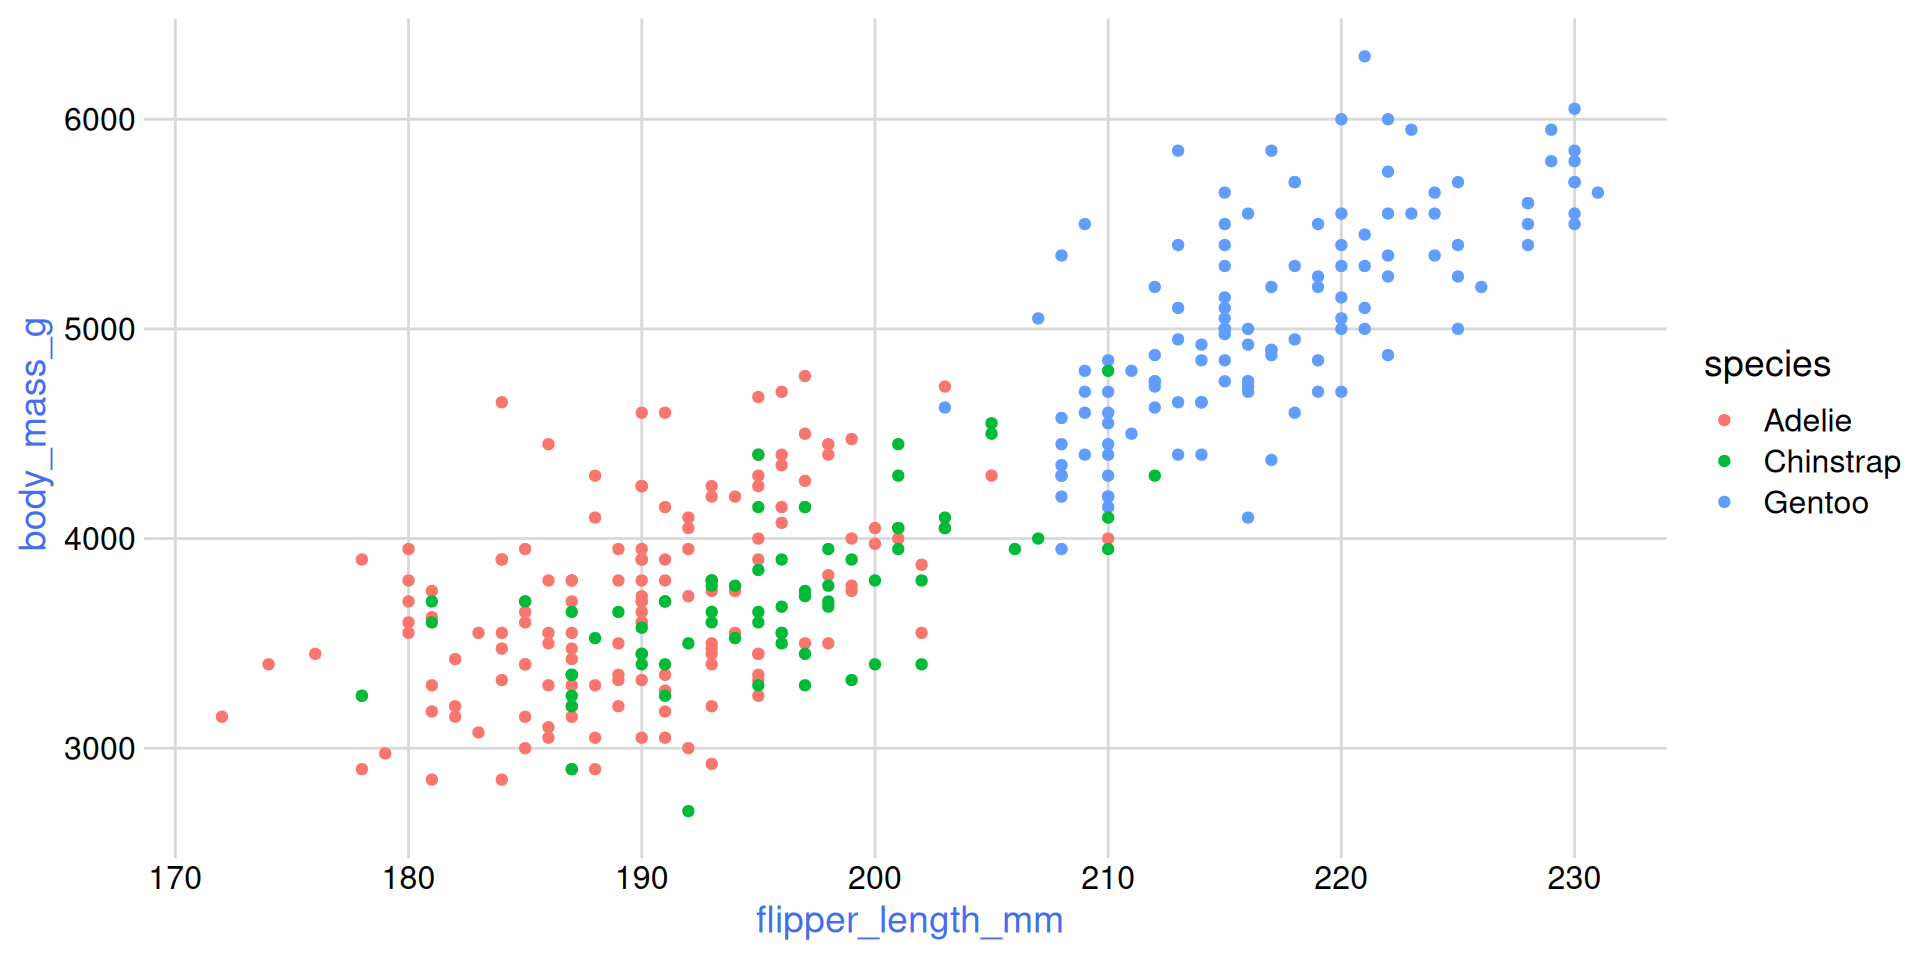 body_mass_g
6000
5000
4000
3000
170 180 190 200 210 220 230
flipper_length_mm
species
Adelie
Chinstrap
Gentoo